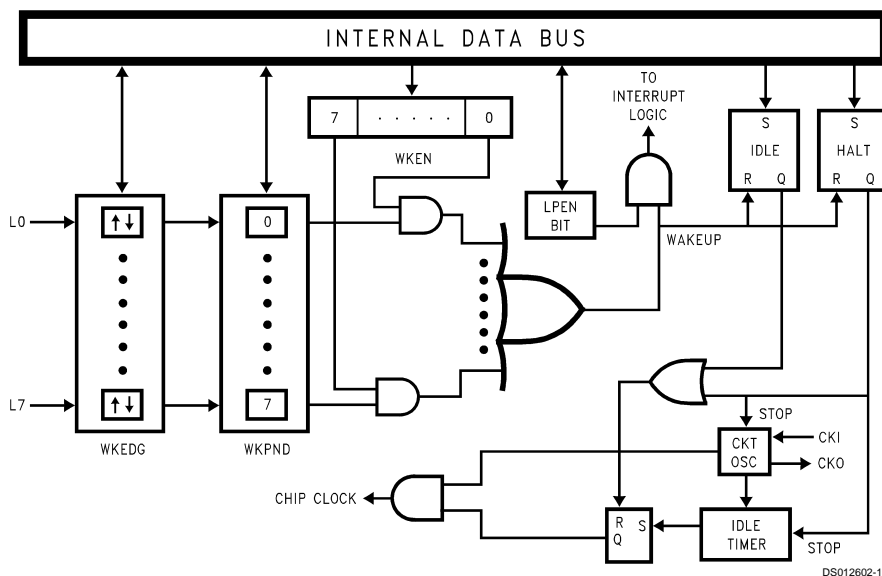 INTERNAL DATA BUS
TO
INTERRUPT
LOGIC
7 . . . . . 0
WKEN
S
IDLE
R Q
S
HALT
R Q
LPEN
BIT
WAKEUP
L0
↑↓
0
L7
↑↓
7
WKEDG
WKPND
STOP
CKT
OSC
CKI
CKO
CHIP CLOCK
R S
Q
IDLE
TIMER
STOP
DS012602-1